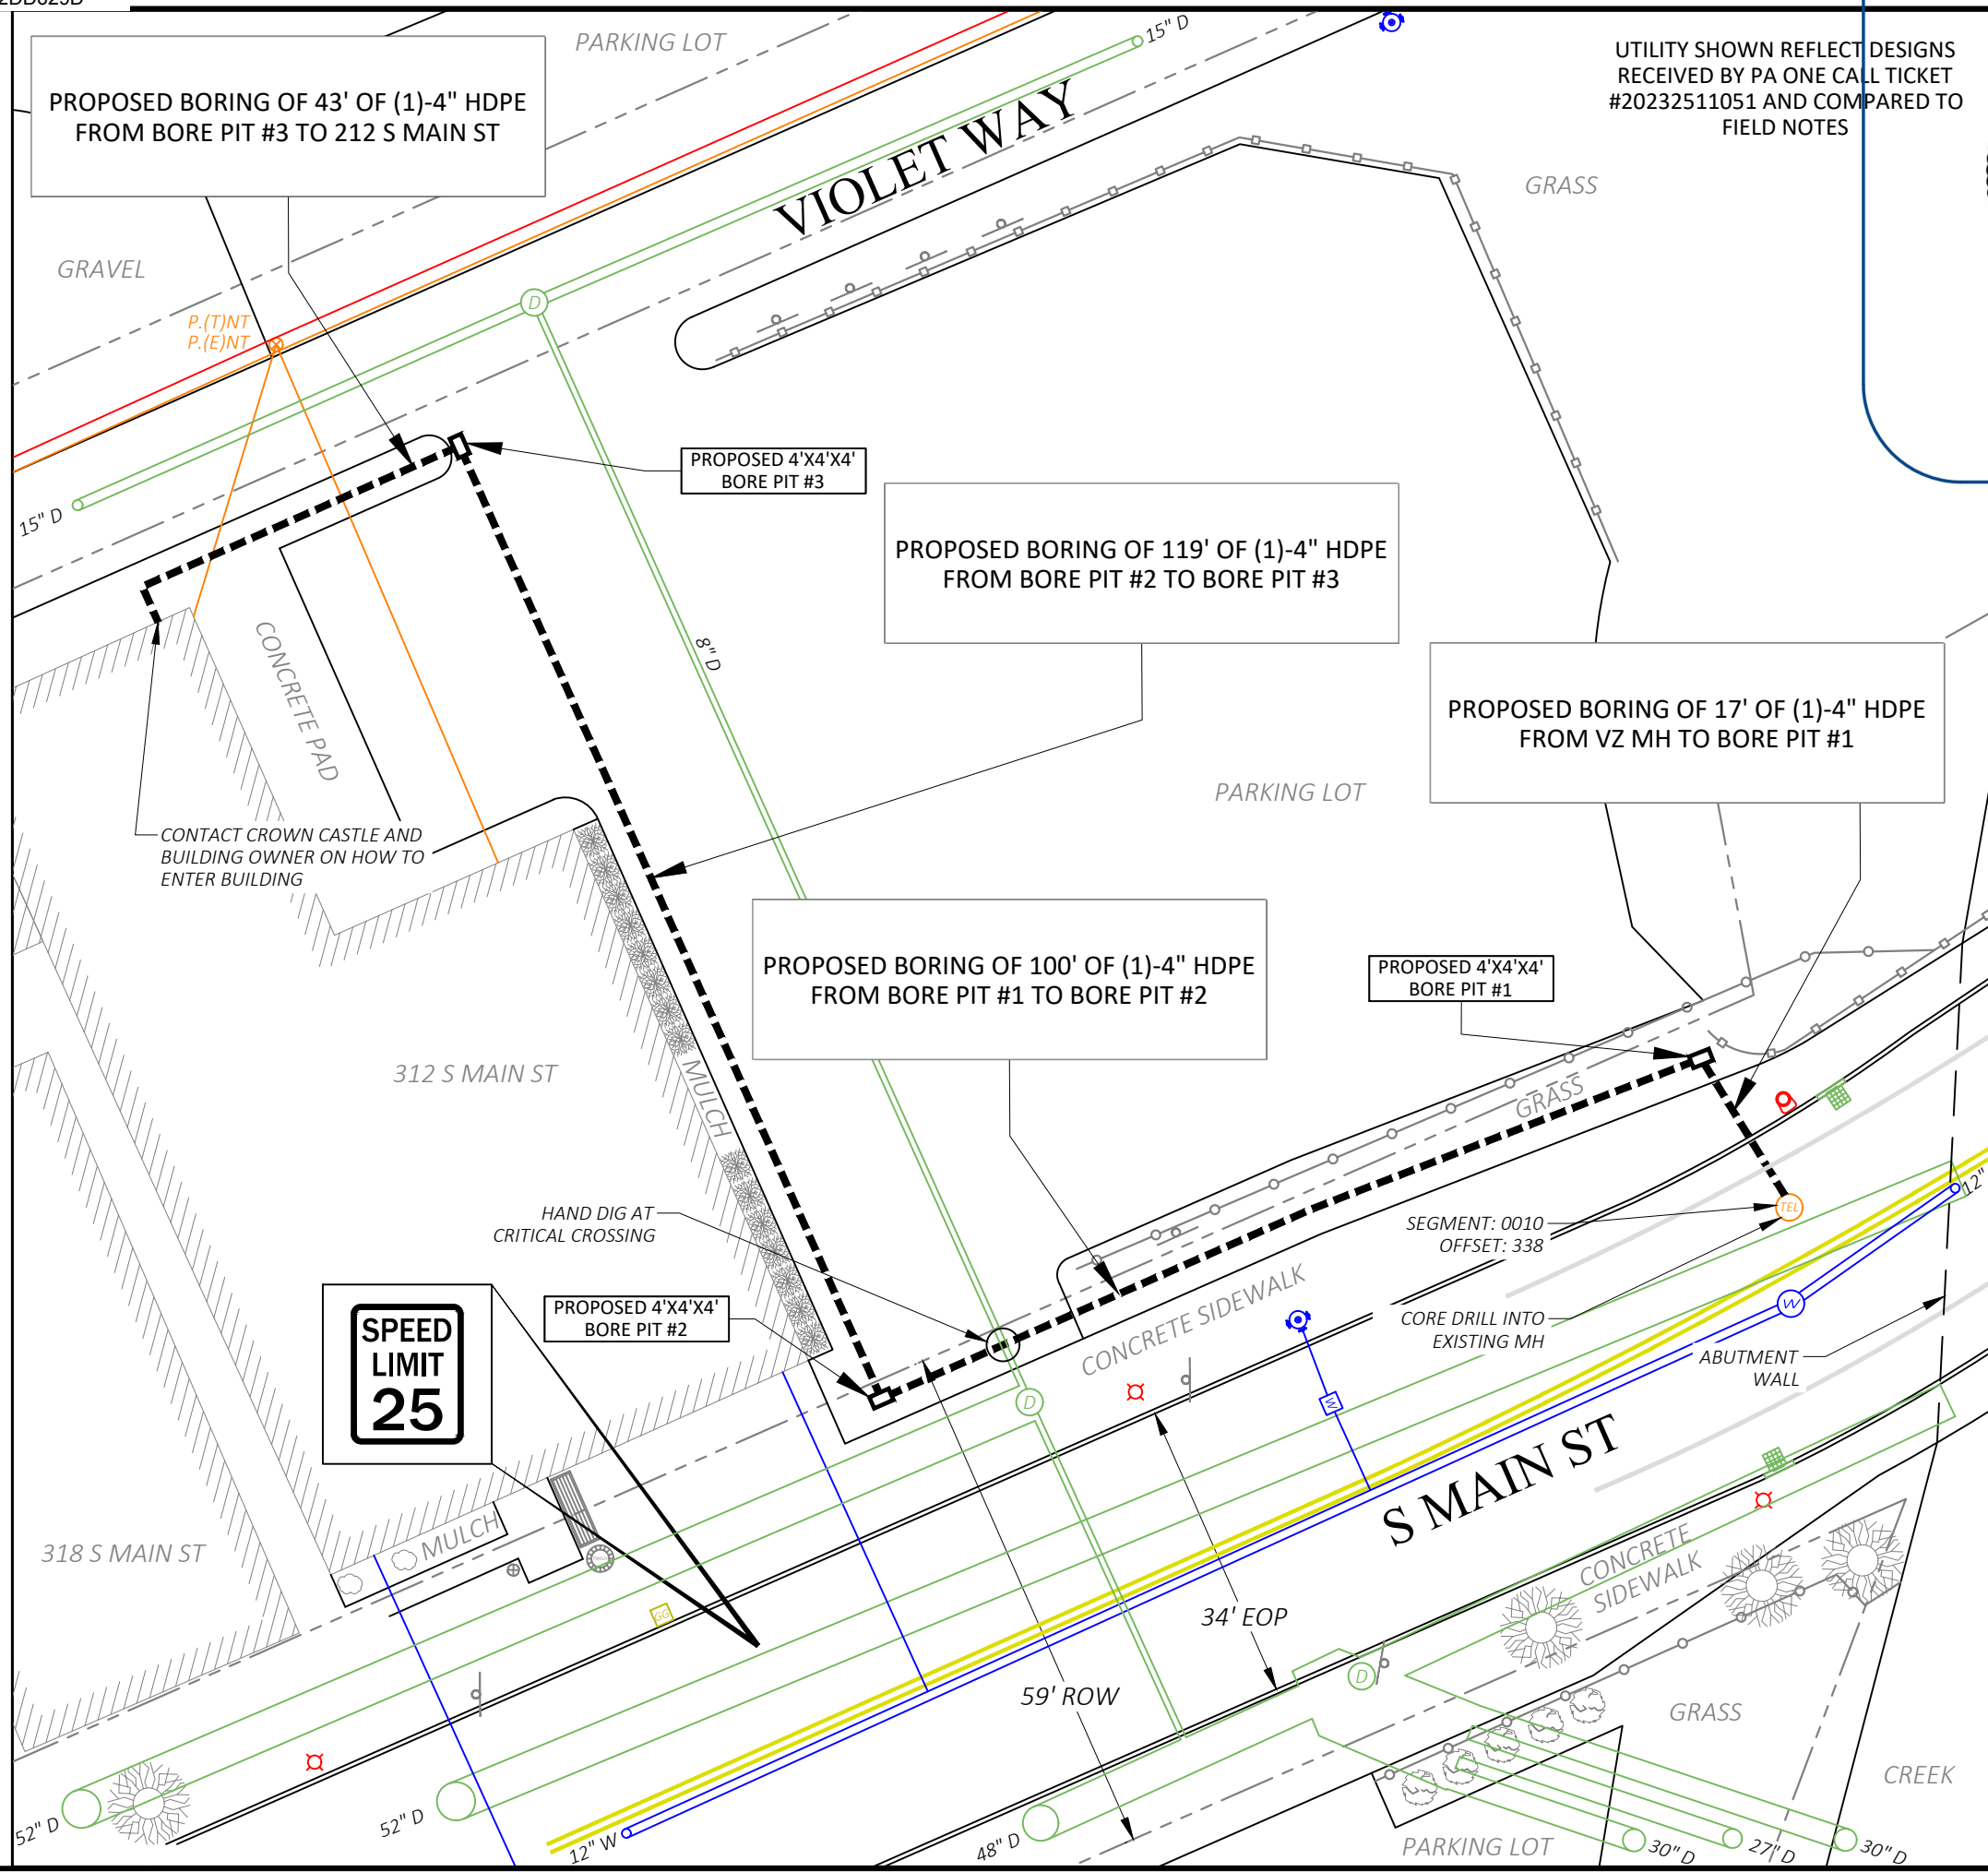 PARKING LOT
15" D
UTILITY SHOWN REFLECT DESIGNS
RECEIVED BY PA ONE CALL TICKET
#20232511051 AND COMPARED TO
FIELD NOTES
PROPOSED BORING OF 43' OF (1)-4" HDPE
FROM BORE PIT #3 TO 212 S MAIN ST
VIOLET WAY
GRASS
GRAVEL
D
P.(T)NT
P.(E)NT
PROPOSED 4'X4'X4'
BORE PIT #3
15" D
PROPOSED BORING OF 119' OF (1)-4" HDPE
FROM BORE PIT #2 TO BORE PIT #3
8" D
CONCRETE PAD
PROPOSED BORING OF 17' OF (1)-4" HDPE
FROM VZ MH TO BORE PIT #1
PARKING LOT
CONTACT CROWN CASTLE AND
BUILDING OWNER ON HOW TO
ENTER BUILDING
PROPOSED BORING OF 100' OF (1)-4" HDPE
FROM BORE PIT #1 TO BORE PIT #2
PROPOSED 4'X4'X4'
BORE PIT #1
312 S MAIN ST
MULCH
GRASS
HAND DIG AT
CRITICAL CROSSING
SEGMENT: 0010
OFFSET: 338
TEL
12"
CONCRETE SIDEWALK
PROPOSED 4'X4'X4'
BORE PIT #2
SPEED
LIMIT
25
CORE DRILL INTO
EXISTING MH
W
ABUTMENT
WALL
D
W
S MAIN ST
318 S MAIN ST
MULCH
CONCRETE
SIDEWALK
GG
34' EOP
59' ROW
D
GRASS
CREEK
52" D
52" D
12" W
48" D
PARKING LOT
30" D
27" D
30" D